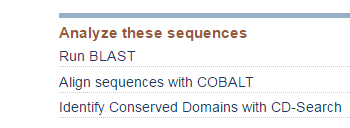 Analyze these sequences
Run BLAST
Align sequences with COBALT
Identify Conserved Domains with CD-Search